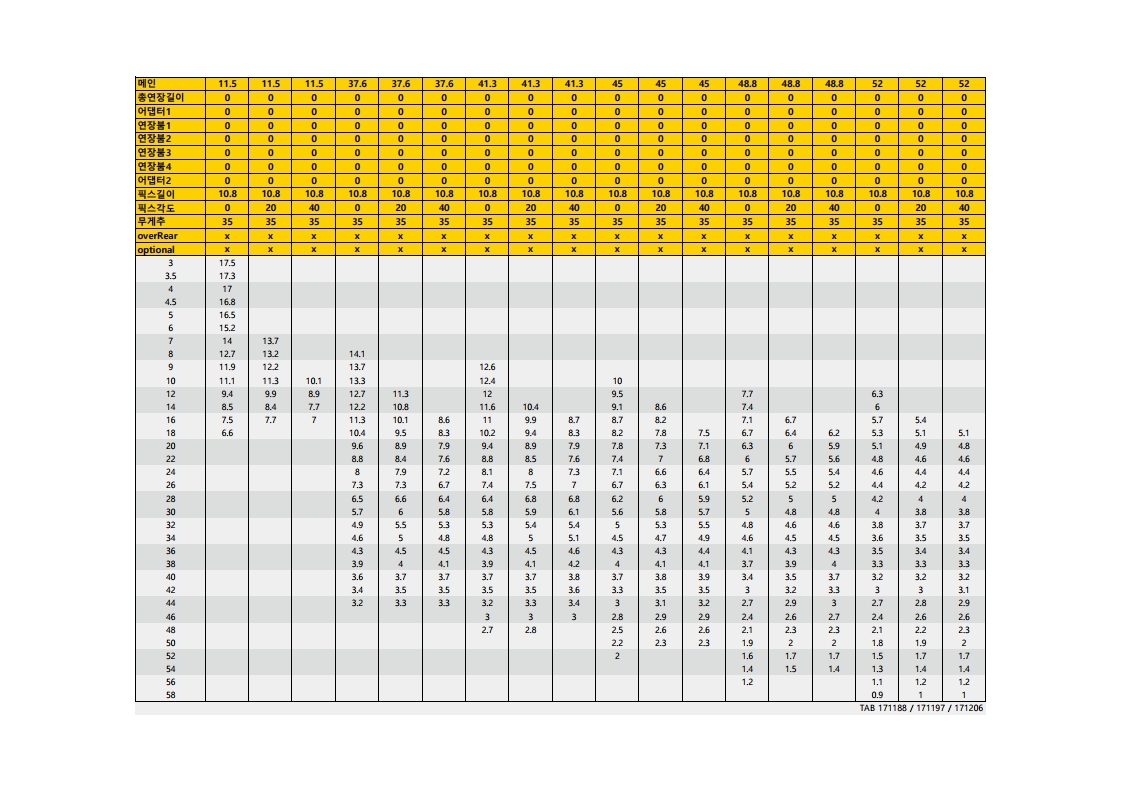 메인 11.5 11.5 11.5 37.6 37.6 37.6 41.3 41.3 41.3 45 45 45 48.8 48.8 48.8 52 52 52
총연장길이 0 0 0 0 0 0 0 0 0 0 0 0 0 0 0 0 0 0
어댑터1 0 0 0 0 0 0 0 0 0 0 0 0 0 0 0 0 0 0
연장붐1 0 0 0 0 0 0 0 0 0 0 0 0 0 0 0 0 0 0
연장붐2 0 0 0 0 0 0 0 0 0 0 0 0 0 0 0 0 0 0
연장붐3 0 0 0 0 0 0 0 0 0 0 0 0 0 0 0 0 0 0
연장붐4 0 0 0 0 0 0 0 0 0 0 0 0 0 0 0 0 0 0
어댑터2 0 0 0 0 0 0 0 0 0 0 0 0 0 0 0 0 0 0
픽스길이 10.8 10.8 10.8 10.8 10.8 10.8 10.8 10.8 10.8 10.8 10.8 10.8 10.8 10.8 10.8 10.8 10.8 10.8
픽스각도 0 20 40 0 20 40 0 20 40 0 20 40 0 20 40 0 20 40
무게추 35 35 35 35 35 35 35 35 35 35 35 35 35 35 35 35 35 35
overRear x x x x x x x x x x x x x x x x x x
optional x x x x x x x x x x x x x x x x x x
3 17.5
3.5 17.3
4 17
4.5 16.8
5 16.5
6 15.2
7 14 13.7
8 12.7 13.2 14.1
9 11.9 12.2 13.7 12.6
10 11.1 11.3 10.1 13.3 12.4 10
12 9.4 9.9 8.9 12.7 11.3 12 9.5 7.7 6.3
14 8.5 8.4 7.7 12.2 10.8 11.6 10.4 9.1 8.6 7.4 6
16 7.5 7.7 7 11.3 10.1 8.6 11 9.9 8.7 8.7 8.2 7.1 6.7 5.7 5.4
18 6.6 10.4 9.5 8.3 10.2 9.4 8.3 8.2 7.8 7.5 6.7 6.4 6.2 5.3 5.1 5.1
20 9.6 8.9 7.9 9.4 8.9 7.9 7.8 7.3 7.1 6.3 6 5.9 5.1 4.9 4.8
22 8.8 8.4 7.6 8.8 8.5 7.6 7.4 7 6.8 6 5.7 5.6 4.8 4.6 4.6
24 8 7.9 7.2 8.1 8 7.3 7.1 6.6 6.4 5.7 5.5 5.4 4.6 4.4 4.4
26 7.3 7.3 6.7 7.4 7.5 7 6.7 6.3 6.1 5.4 5.2 5.2 4.4 4.2 4.2
28 6.5 6.6 6.4 6.4 6.8 6.8 6.2 6 5.9 5.2 5 5 4.2 4 4
30 5.7 6 5.8 5.8 5.9 6.1 5.6 5.8 5.7 5 4.8 4.8 4 3.8 3.8
32 4.9 5.5 5.3 5.3 5.4 5.4 5 5.3 5.5 4.8 4.6 4.6 3.8 3.7 3.7
34 4.6 5 4.8 4.8 5 5.1 4.5 4.7 4.9 4.6 4.5 4.5 3.6 3.5 3.5
36 4.3 4.5 4.5 4.3 4.5 4.6 4.3 4.3 4.4 4.1 4.3 4.3 3.5 3.4 3.4
38 3.9 4 4.1 3.9 4.1 4.2 4 4.1 4.1 3.7 3.9 4 3.3 3.3 3.3
40 3.6 3.7 3.7 3.7 3.7 3.8 3.7 3.8 3.9 3.4 3.5 3.7 3.2 3.2 3.2
42 3.4 3.5 3.5 3.5 3.5 3.6 3.3 3.5 3.5 3 3.2 3.3 3 3 3.1
44 3.2 3.3 3.3 3.2 3.3 3.4 3 3.1 3.2 2.7 2.9 3 2.7 2.8 2.9
46 3 3 3 2.8 2.9 2.9 2.4 2.6 2.7 2.4 2.6 2.6
48 2.7 2.8 2.5 2.6 2.6 2.1 2.3 2.3 2.1 2.2 2.3
50 2.2 2.3 2.3 1.9 2 2 1.8 1.9 2
52 2 1.6 1.7 1.7 1.5 1.7 1.7
54 1.4 1.5 1.4 1.3 1.4 1.4
56 1.2 1.1 1.2 1.2
58 0.9 1 1
TAB 171188 / 171197 / 171206